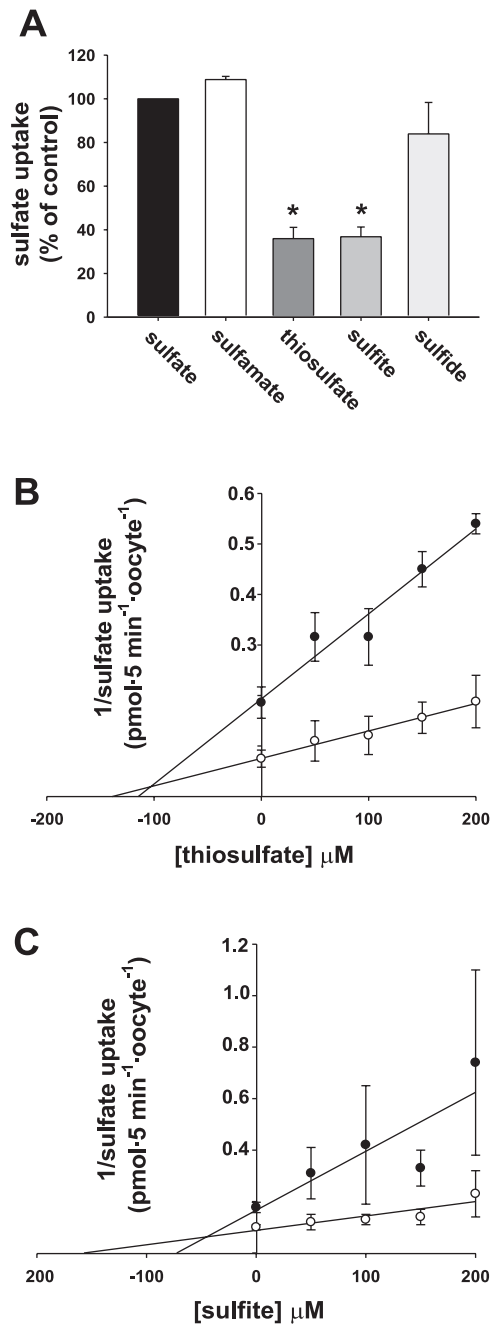 A
sulfate uptake
(% of control)
120
100
80
60
40
20
0
*
*
sulfate
sulfamate
thiosulfate
sulfite
sulfide
B
1/sulfate uptake
(pmol·5 min⁻¹·oocyte⁻¹)
0.6
0.5
0.4
0.3
-200
-100
0
100
200
[thiosulfate] μM
C
1/sulfate uptake
(pmol·5 min⁻¹·oocyte⁻¹)
1.2
1.0
0.8
0.6
0.4
200
-100
0
100
200
[sulfite] μM